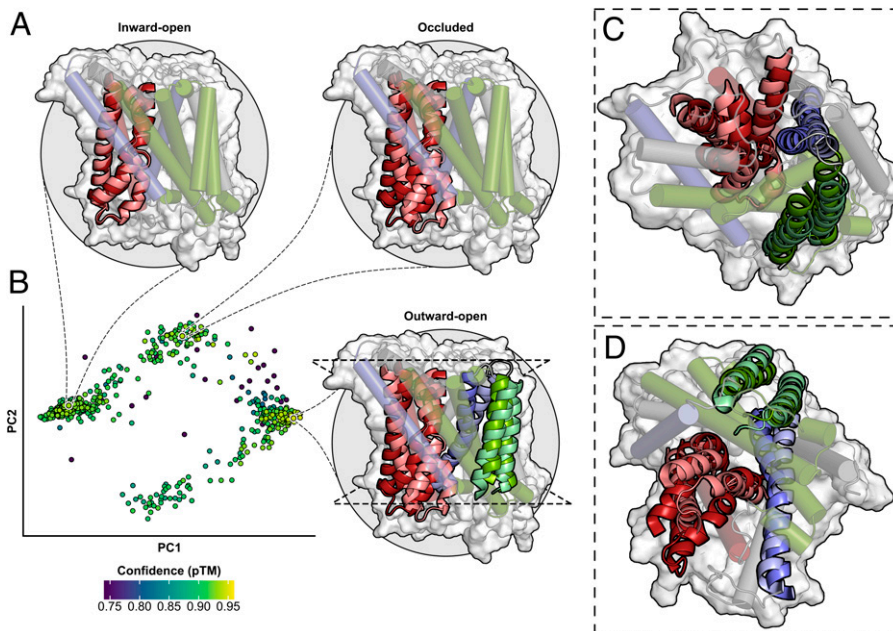 A
Inward-open
Occluded
C
B
Outward-open
PC2
PC1
Confidence (pTM)
0.75 0.80 0.85 0.90 0.95
D